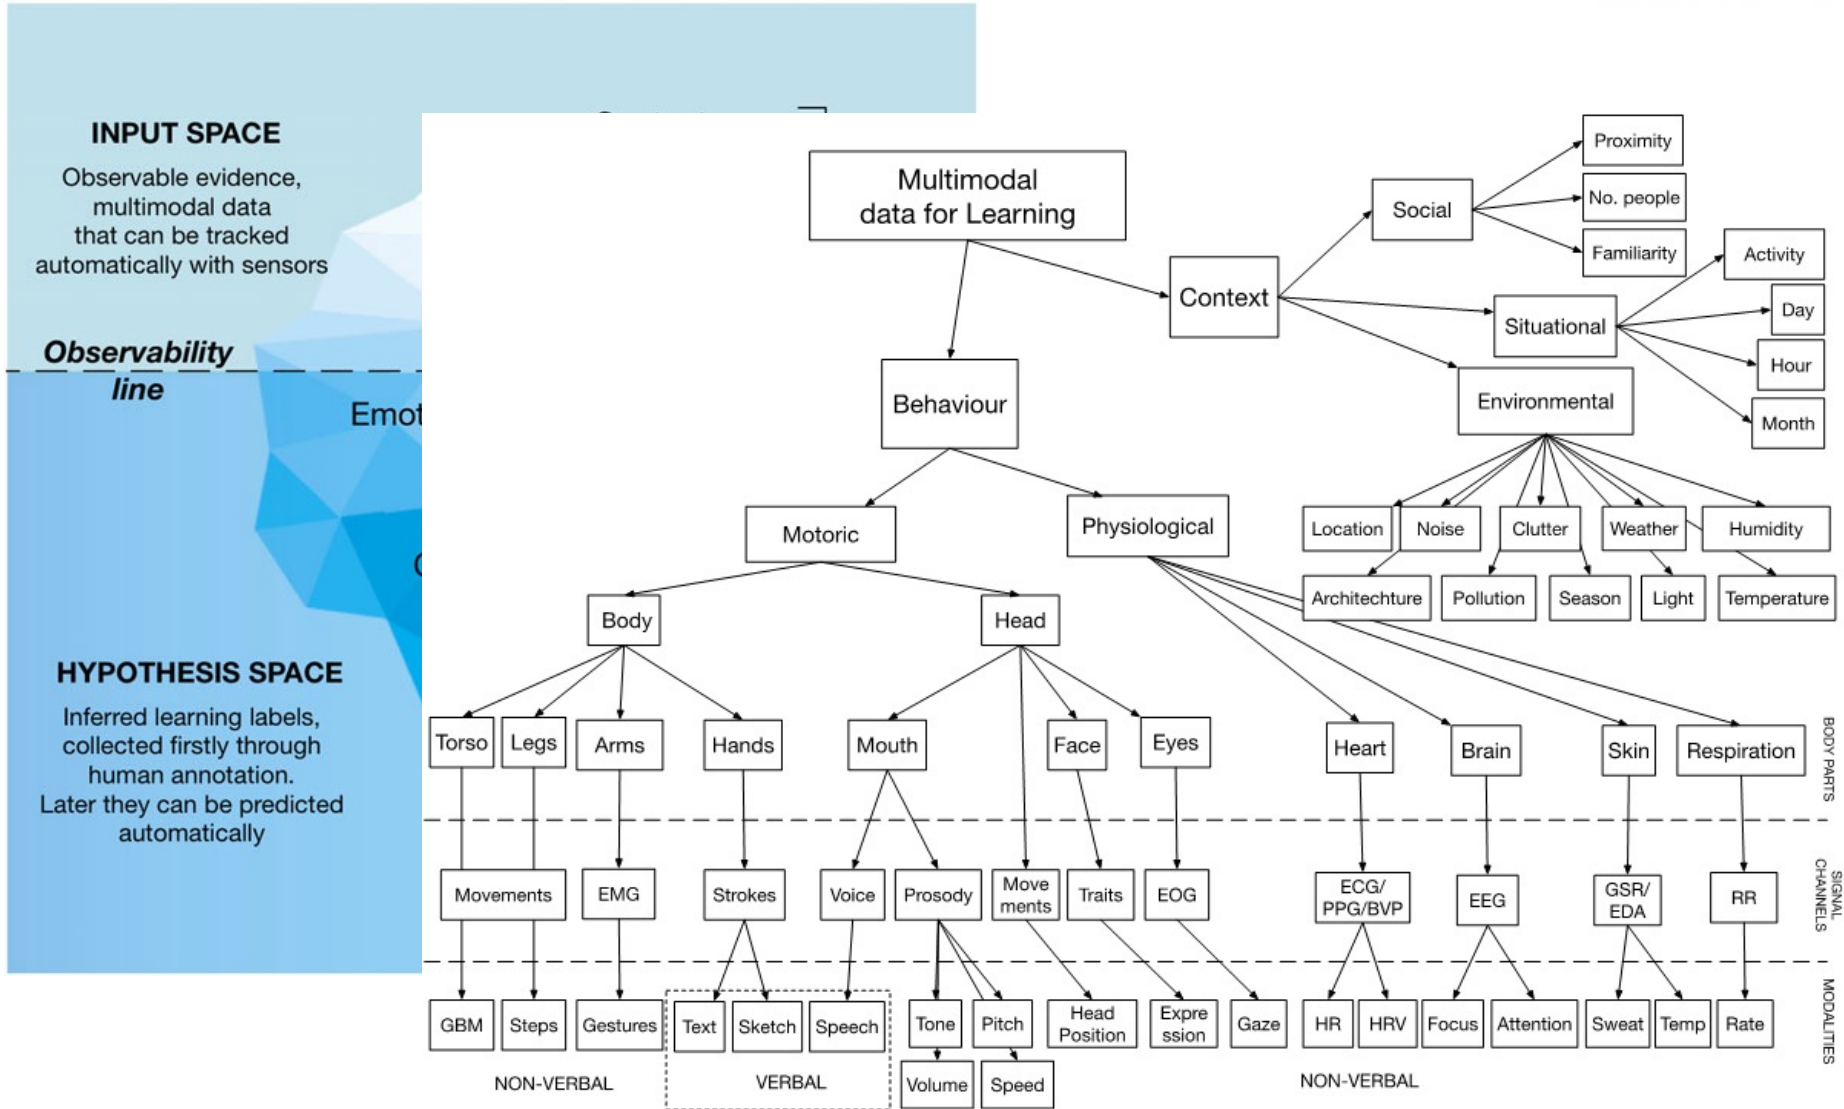 INPUT SPACE
Observable evidence,
multimodal data
that can be tracked
automatically with sensors
Observability
line
Emot
HYPOTHESIS SPACE
Inferred learning labels,
collected firstly through
human annotation.
Later they can be predicted
automatically
Multimodal
data for Learning
Context
Social
Proximity
No. people
Familiarity
Situational
Activity
Day
Hour
Month
Environmental
Location
Noise
Clutter
Weather
Humidity
Architechture
Pollution
Season
Light
Temperature
Behaviour
Motoric
Physiological
Body
Head
Torso
Legs
Arms
Hands
Mouth
Face
Eyes
Heart
Brain
Skin
Respiration
BODY PARTS
Movements
EMG
Strokes
Voice
Prosody
Move
ments
Traits
EOG
ECG/
PPG/BVP
EEG
GSR/
EDA
RR
SIGNAL
CHANNELS
GBM
Steps
Gestures
Text
Sketch
Speech
Tone
Pitch
Head
Position
Expre
ssion
Gaze
HR
HRV
Focus
Attention
Sweat
Temp
Rate
MODALITIES
Volume
Speed
NON-VERBAL
VERBAL
NON-VERBAL